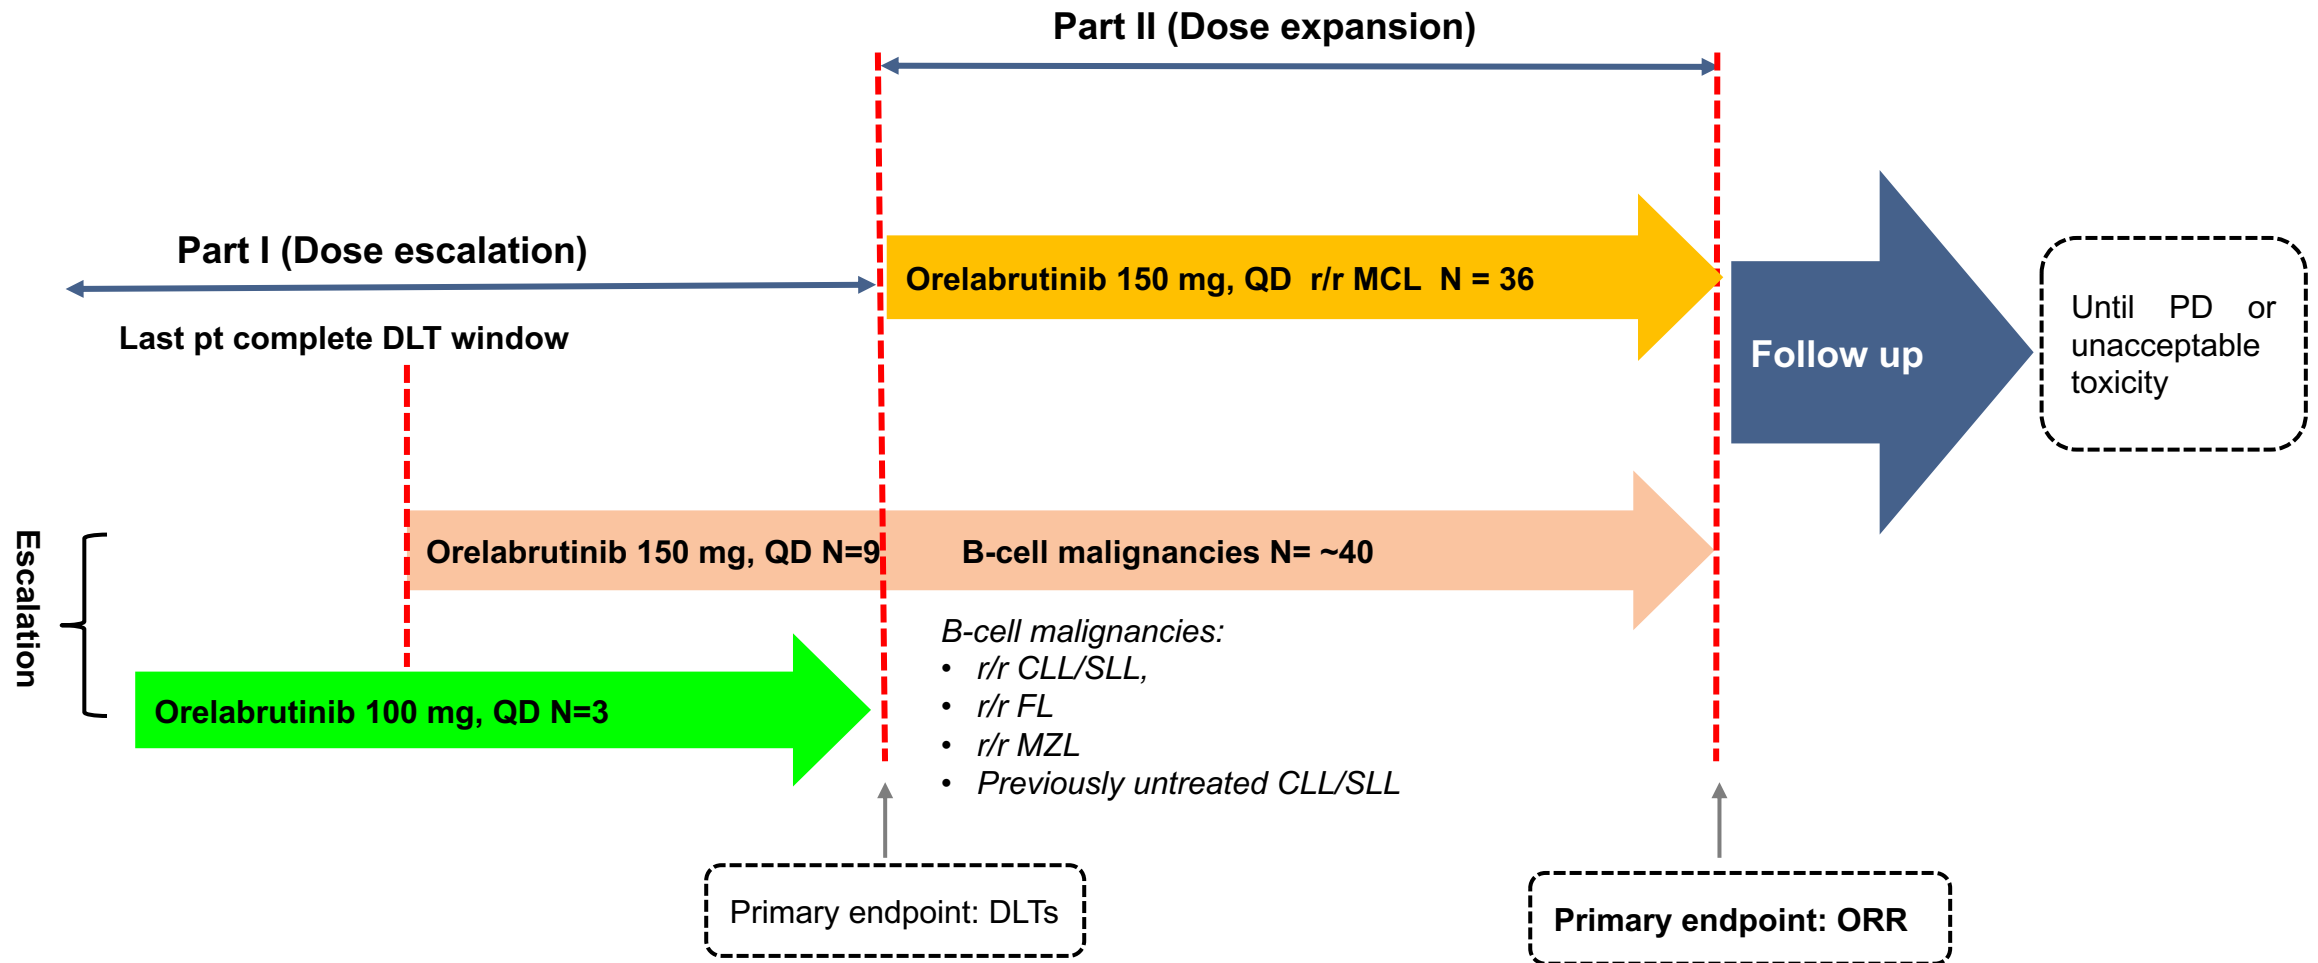 Part II (Dose expansion)
Part I (Dose escalation)
Orelabrutinib 150 mg, QD r/r MCL N = 36
Last pt complete DLT window
Follow up
Until PD or
unacceptable
toxicity
Escalation
Orelabrutinib 150 mg, QD N=9
B-cell malignancies N= ~40
B-cell malignancies:
• r/r CLL/SLL,
• r/r FL
• r/r MZL
• Previously untreated CLL/SLL
Orelabrutinib 100 mg, QD N=3
Primary endpoint: DLTs
Primary endpoint: ORR